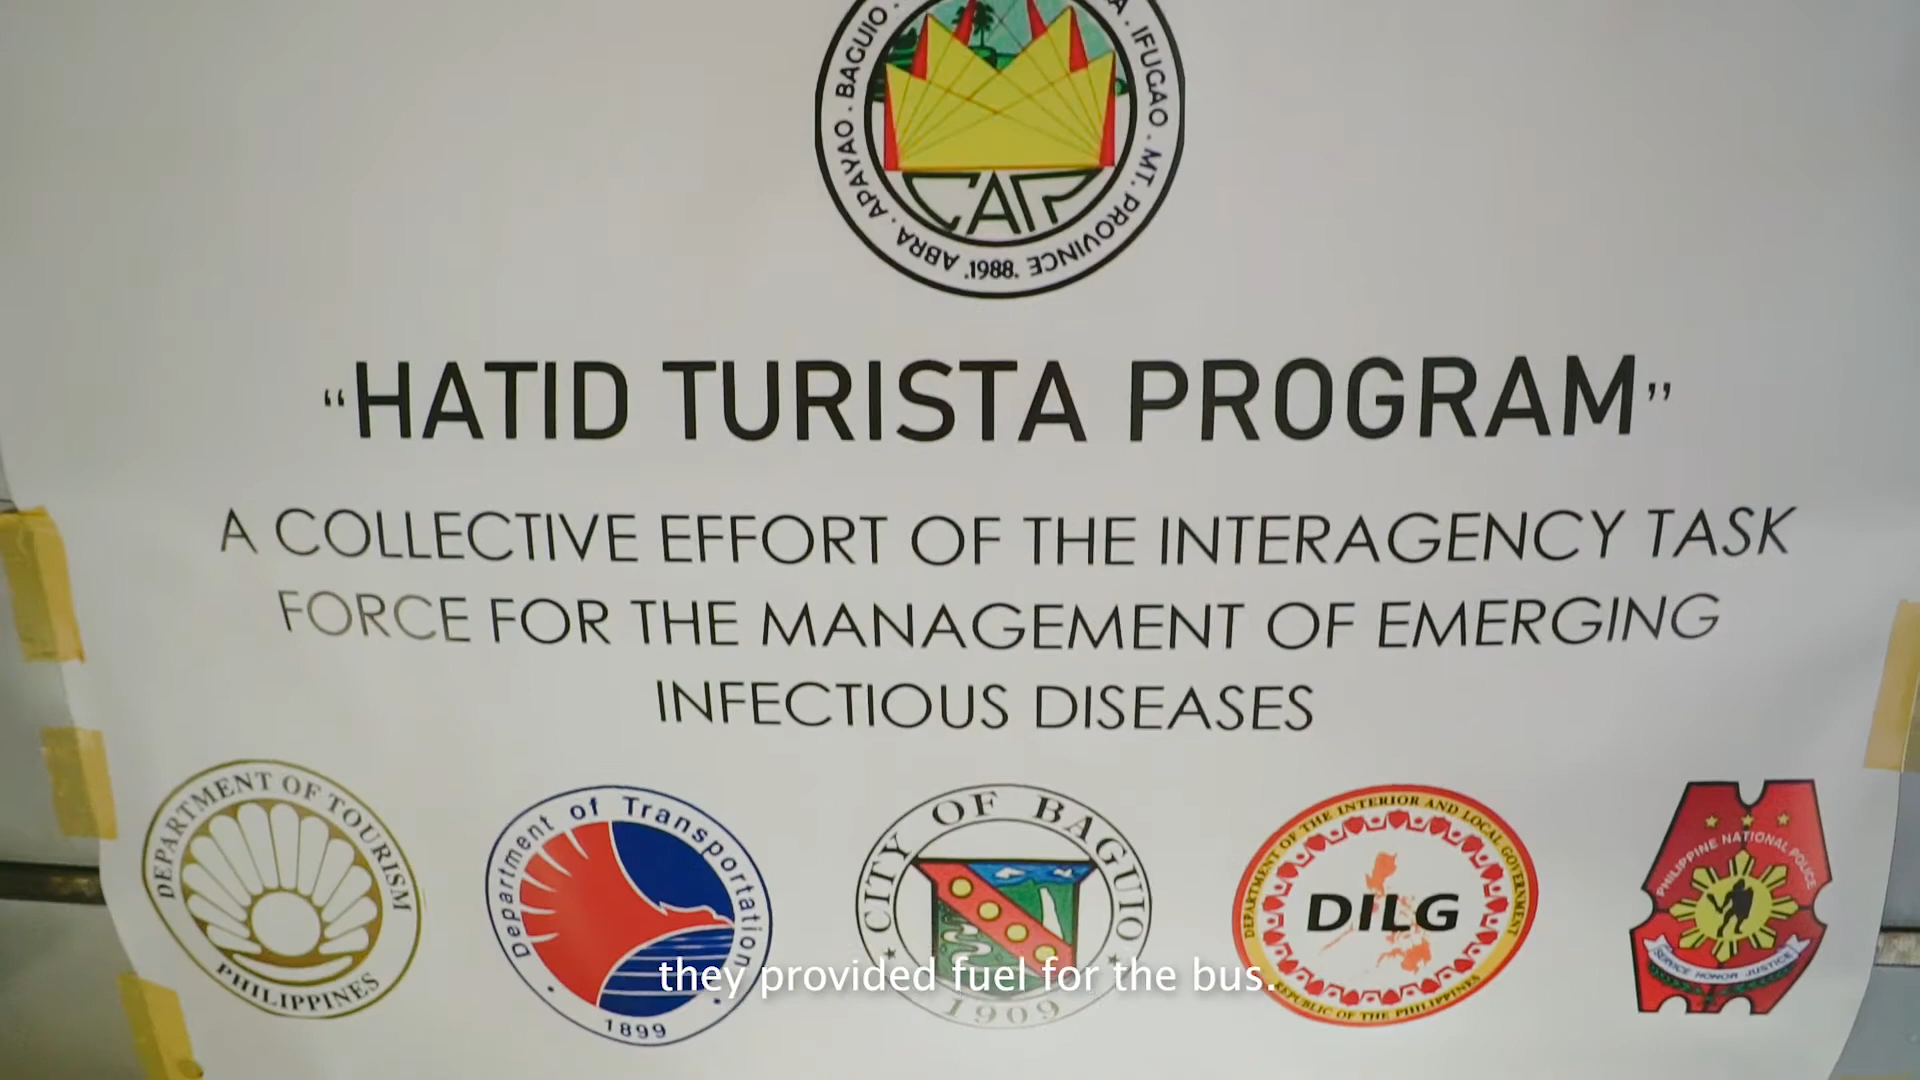 ABRA . APAYAO . BAGUIO .
IFUGAO . MT. PROVINCE
.1988.
CAR
“HATID TURISTA PROGRAM”
A COLLECTIVE EFFORT OF THE INTERAGENCY TASK
FORCE FOR THE MANAGEMENT OF EMERGING
INFECTIOUS DISEASES
DEPARTMENT OF TOURISM
PHILIPPINES
Department of Transportation
1899
CITY OF BAGUIO
1909
DEPARTMENT OF THE INTERIOR AND LOCAL GOVERNMENT
DILG
REPUBLIC OF THE PHILIPPINES
PHILIPPINE NATIONAL POLICE
SERVICE HONOR JUSTICE
they provided fuel for the bus.